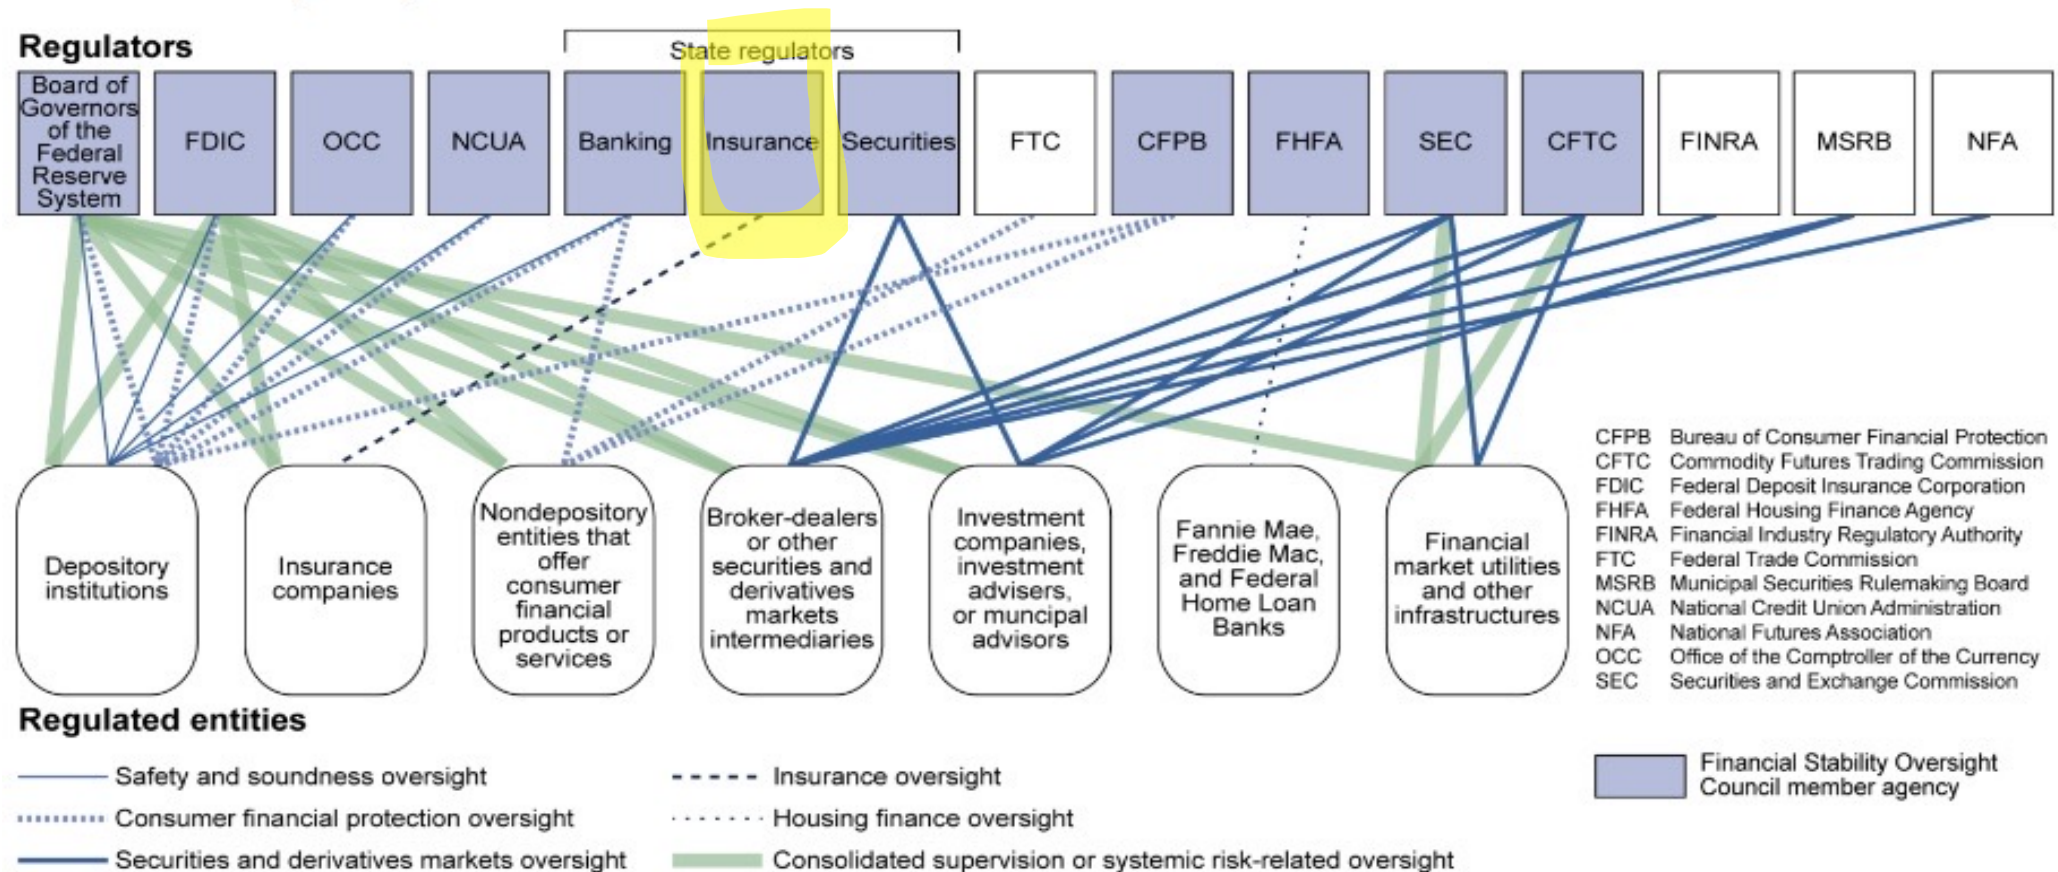 Regulators
State regulators
Board of
Governors
of the
Federal
Reserve
System
FDIC
OCC
NCUA
Banking
Insurance
Securities
FTC
CFPB
FHFA
SEC
CFTC
FINRA
MSRB
NFA
Depository
institutions
Insurance
companies
Nondepository
entities that
offer
consumer
financial
products or
services
Broker-dealers
or other
securities and
derivatives
markets
intermediaries
Investment
companies,
investment
advisers,
or muncipal
advisors
Fannie Mae,
Freddie Mac,
and Federal
Home Loan
Banks
Financial
market utilities
and other
infrastructures
CFPB Bureau of Consumer Financial Protection
CFTC Commodity Futures Trading Commission
FDIC Federal Deposit Insurance Corporation
FHFA Federal Housing Finance Agency
FINRA Financial Industry Regulatory Authority
FTC Federal Trade Commission
MSRB Municipal Securities Rulemaking Board
NCUA National Credit Union Administration
NFA National Futures Association
OCC Office of the Comptroller of the Currency
SEC Securities and Exchange Commission
Regulated entities
Safety and soundness oversight
Consumer financial protection oversight
Securities and derivatives markets oversight
Insurance oversight
Housing finance oversight
Consolidated supervision or systemic risk-related oversight
Financial Stability Oversight
Council member agency